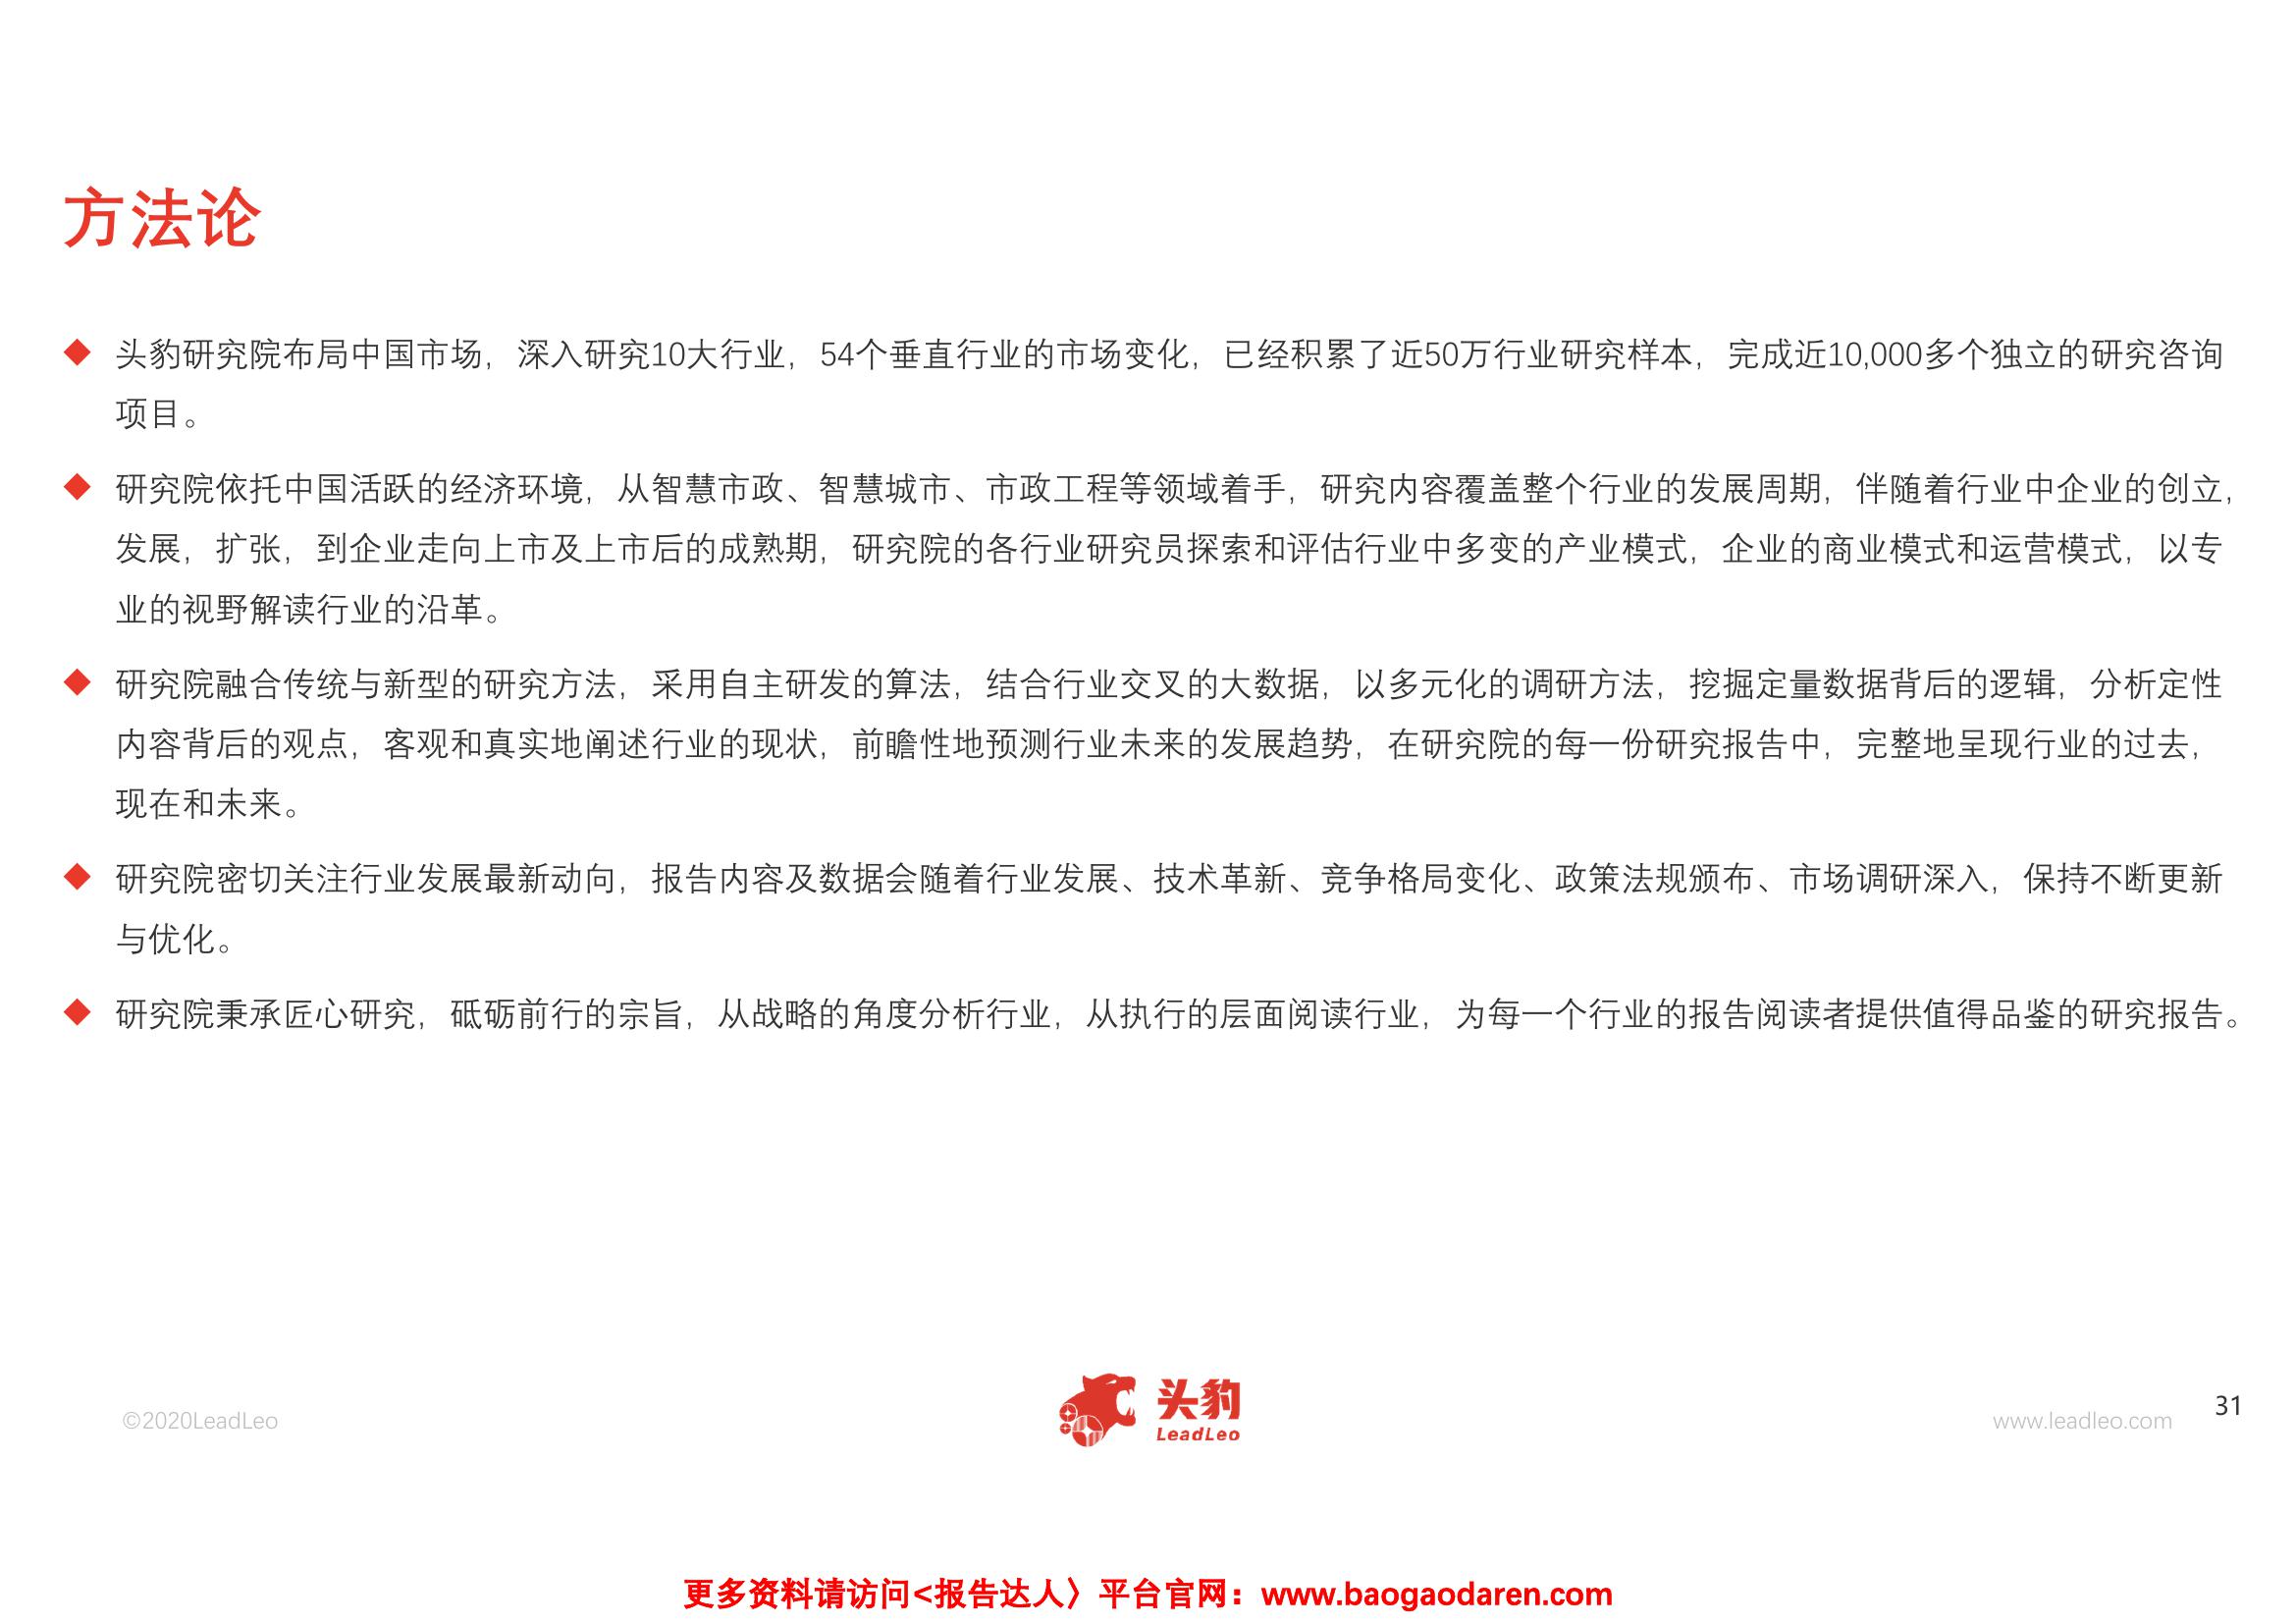 方法论
◆ 头豹研究院布局中国市场，深入研究10大行业，54个垂直行业的市场变化，已经积累了近50万行业研究样本，完成近10,000多个独立的研究咨询
项目。
◆ 研究院依托中国活跃的经济环境，从智慧市政、智慧城市、市政工程等领域着手，研究内容覆盖整个行业的发展周期，伴随着行业中企业的创立，
发展，扩张，到企业走向上市及上市后的成熟期，研究院的各行业研究员探索和评估行业中多变的产业模式，企业的商业模式和运营模式，以专
业的视野解读行业的沿革。
◆ 研究院融合传统与新型的研究方法，采用自主研发的算法，结合行业交叉的大数据，以多元化的调研方法，挖掘定量数据背后的逻辑，分析定性
内容背后的观点，客观和真实地阐述行业的现状，前瞻性地预测行业未来的发展趋势，在研究院的每一份研究报告中，完整地呈现行业的过去，
现在和未来。
◆ 研究院密切关注行业发展最新动向，报告内容及数据会随着行业发展、技术革新、竞争格局变化、政策法规颁布、市场调研深入，保持不断更新
与优化。
◆ 研究院秉承匠心研究，砥砺前行的宗旨，从战略的角度分析行业，从执行的层面阅读行业，为每一个行业的报告阅读者提供值得品鉴的研究报告。
©2020LeadLeo
头豹
LeadLeo
www.leadleo.com
31
更多资料请访问<报告达人〉平台官网：www.baogaodaren.com